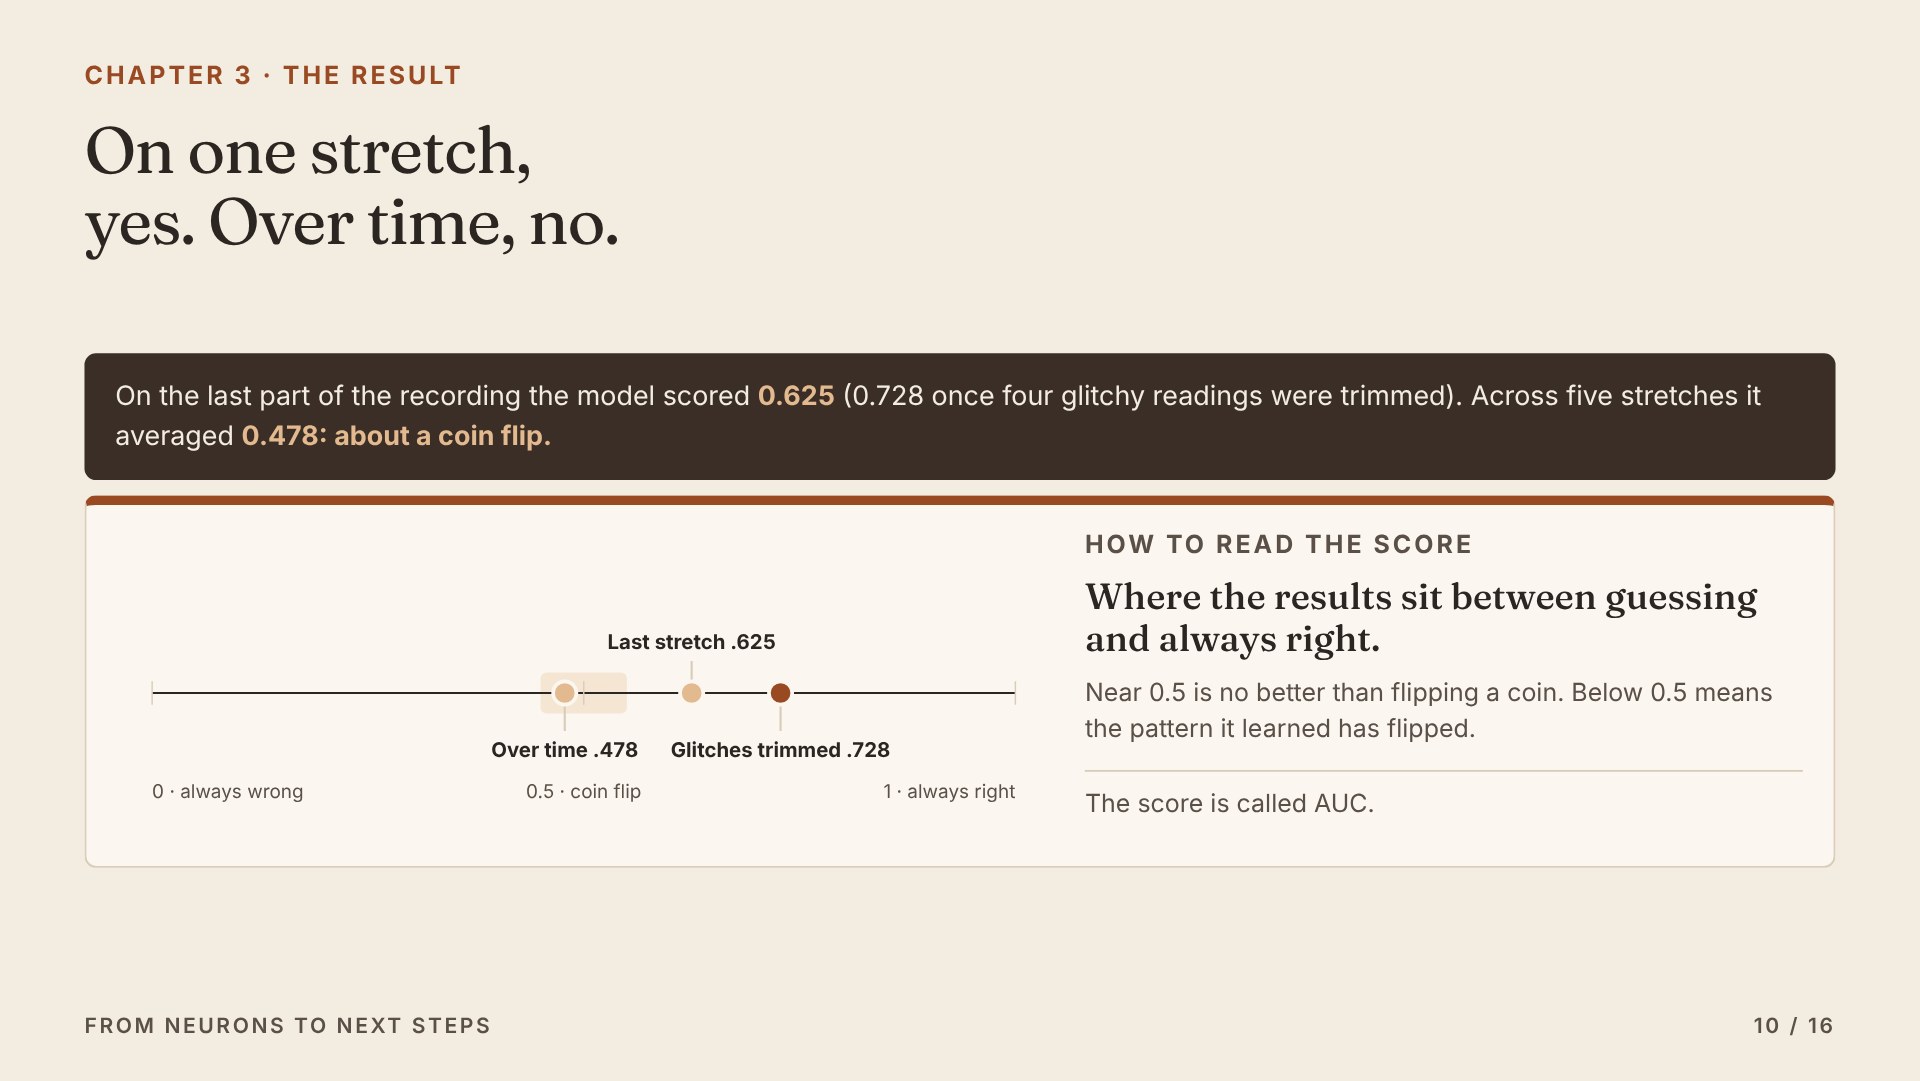 CHAPTER 3 · THE RESULT
On one stretch,
yes. Over time, no.
On the last part of the recording the model scored 0.625 (0.728 once four glitchy readings were trimmed). Across five stretches it
averaged 0.478: about a coin flip.
Last stretch .625
Over time .478
Glitches trimmed .728
0 · always wrong
0.5 · coin flip
1 · always right
HOW TO READ THE SCORE
Where the results sit between guessing
and always right.
Near 0.5 is no better than flipping a coin. Below 0.5 means
the pattern it learned has flipped.
The score is called AUC.
FROM NEURONS TO NEXT STEPS
10 / 16